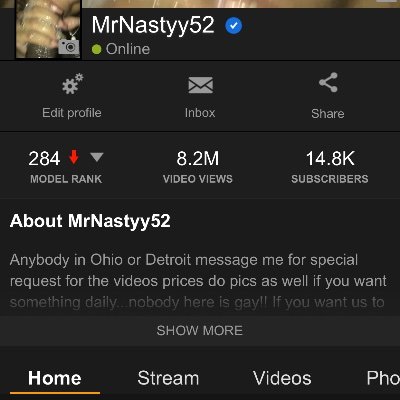 MrNastyy52
Online
Edit profile
Inbox
Share
284
8.2M
14.8K
MODEL RANK
VIDEO VIEWS
SUBSCRIBERS
About MrNastyy52
Anybody in Ohio or Detroit message me for special
request for the videos prices do pics as well if you want
something daily...nobody here is gay!! If you want us to
SHOW MORE
Home
Stream
Videos
Pho